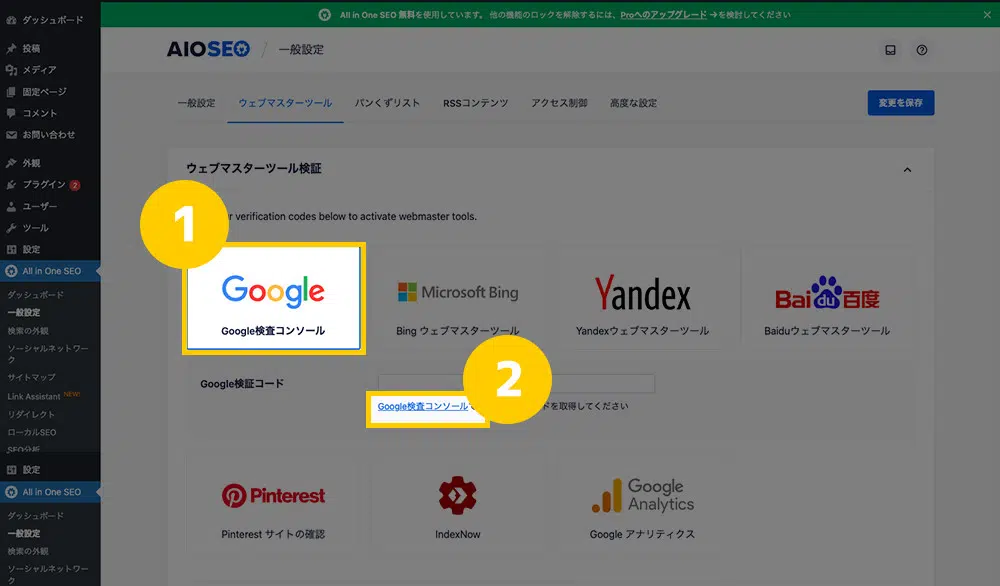 All in One SEO 無料を使用しています。 他の機能のロックを解除するには、Proへのアップグレード → を検討してください
ダッシュボード
投稿
メディア
固定ページ
コメント
お問い合わせ
外観
プラグイン 2
ユーザー
ツール
設定
All in One SEO
ダッシュボード
一般設定
検索の外観
ソーシャルネットワー
ク
サイトマップ
Link Assistant NEW!
リダイレクト
ローカルSEO
SEO分析
設定
All in One SEO
ダッシュボード
一般設定
検索の外観
ソーシャルネットワー
ク
AIOSEO / 一般設定
一般設定 ウェブマスターツール パンくずリスト RSSコンテンツ アクセス制御 高度な設定 変更を保存
ウェブマスターツール検証
1
verification codes below to activate webmaster tools.
Google
Google検査コンソール
Microsoft Bing
Bing ウェブマスターツール
Yandex
Yandexウェブマスターツール
Bai du 百度
Baiduウェブマスターツール
Google検証コード
2
Google検査コンソール
を取得してください
Pinterest
Pinterest サイトの確認
IndexNow
Google Analytics
Google アナリティクス